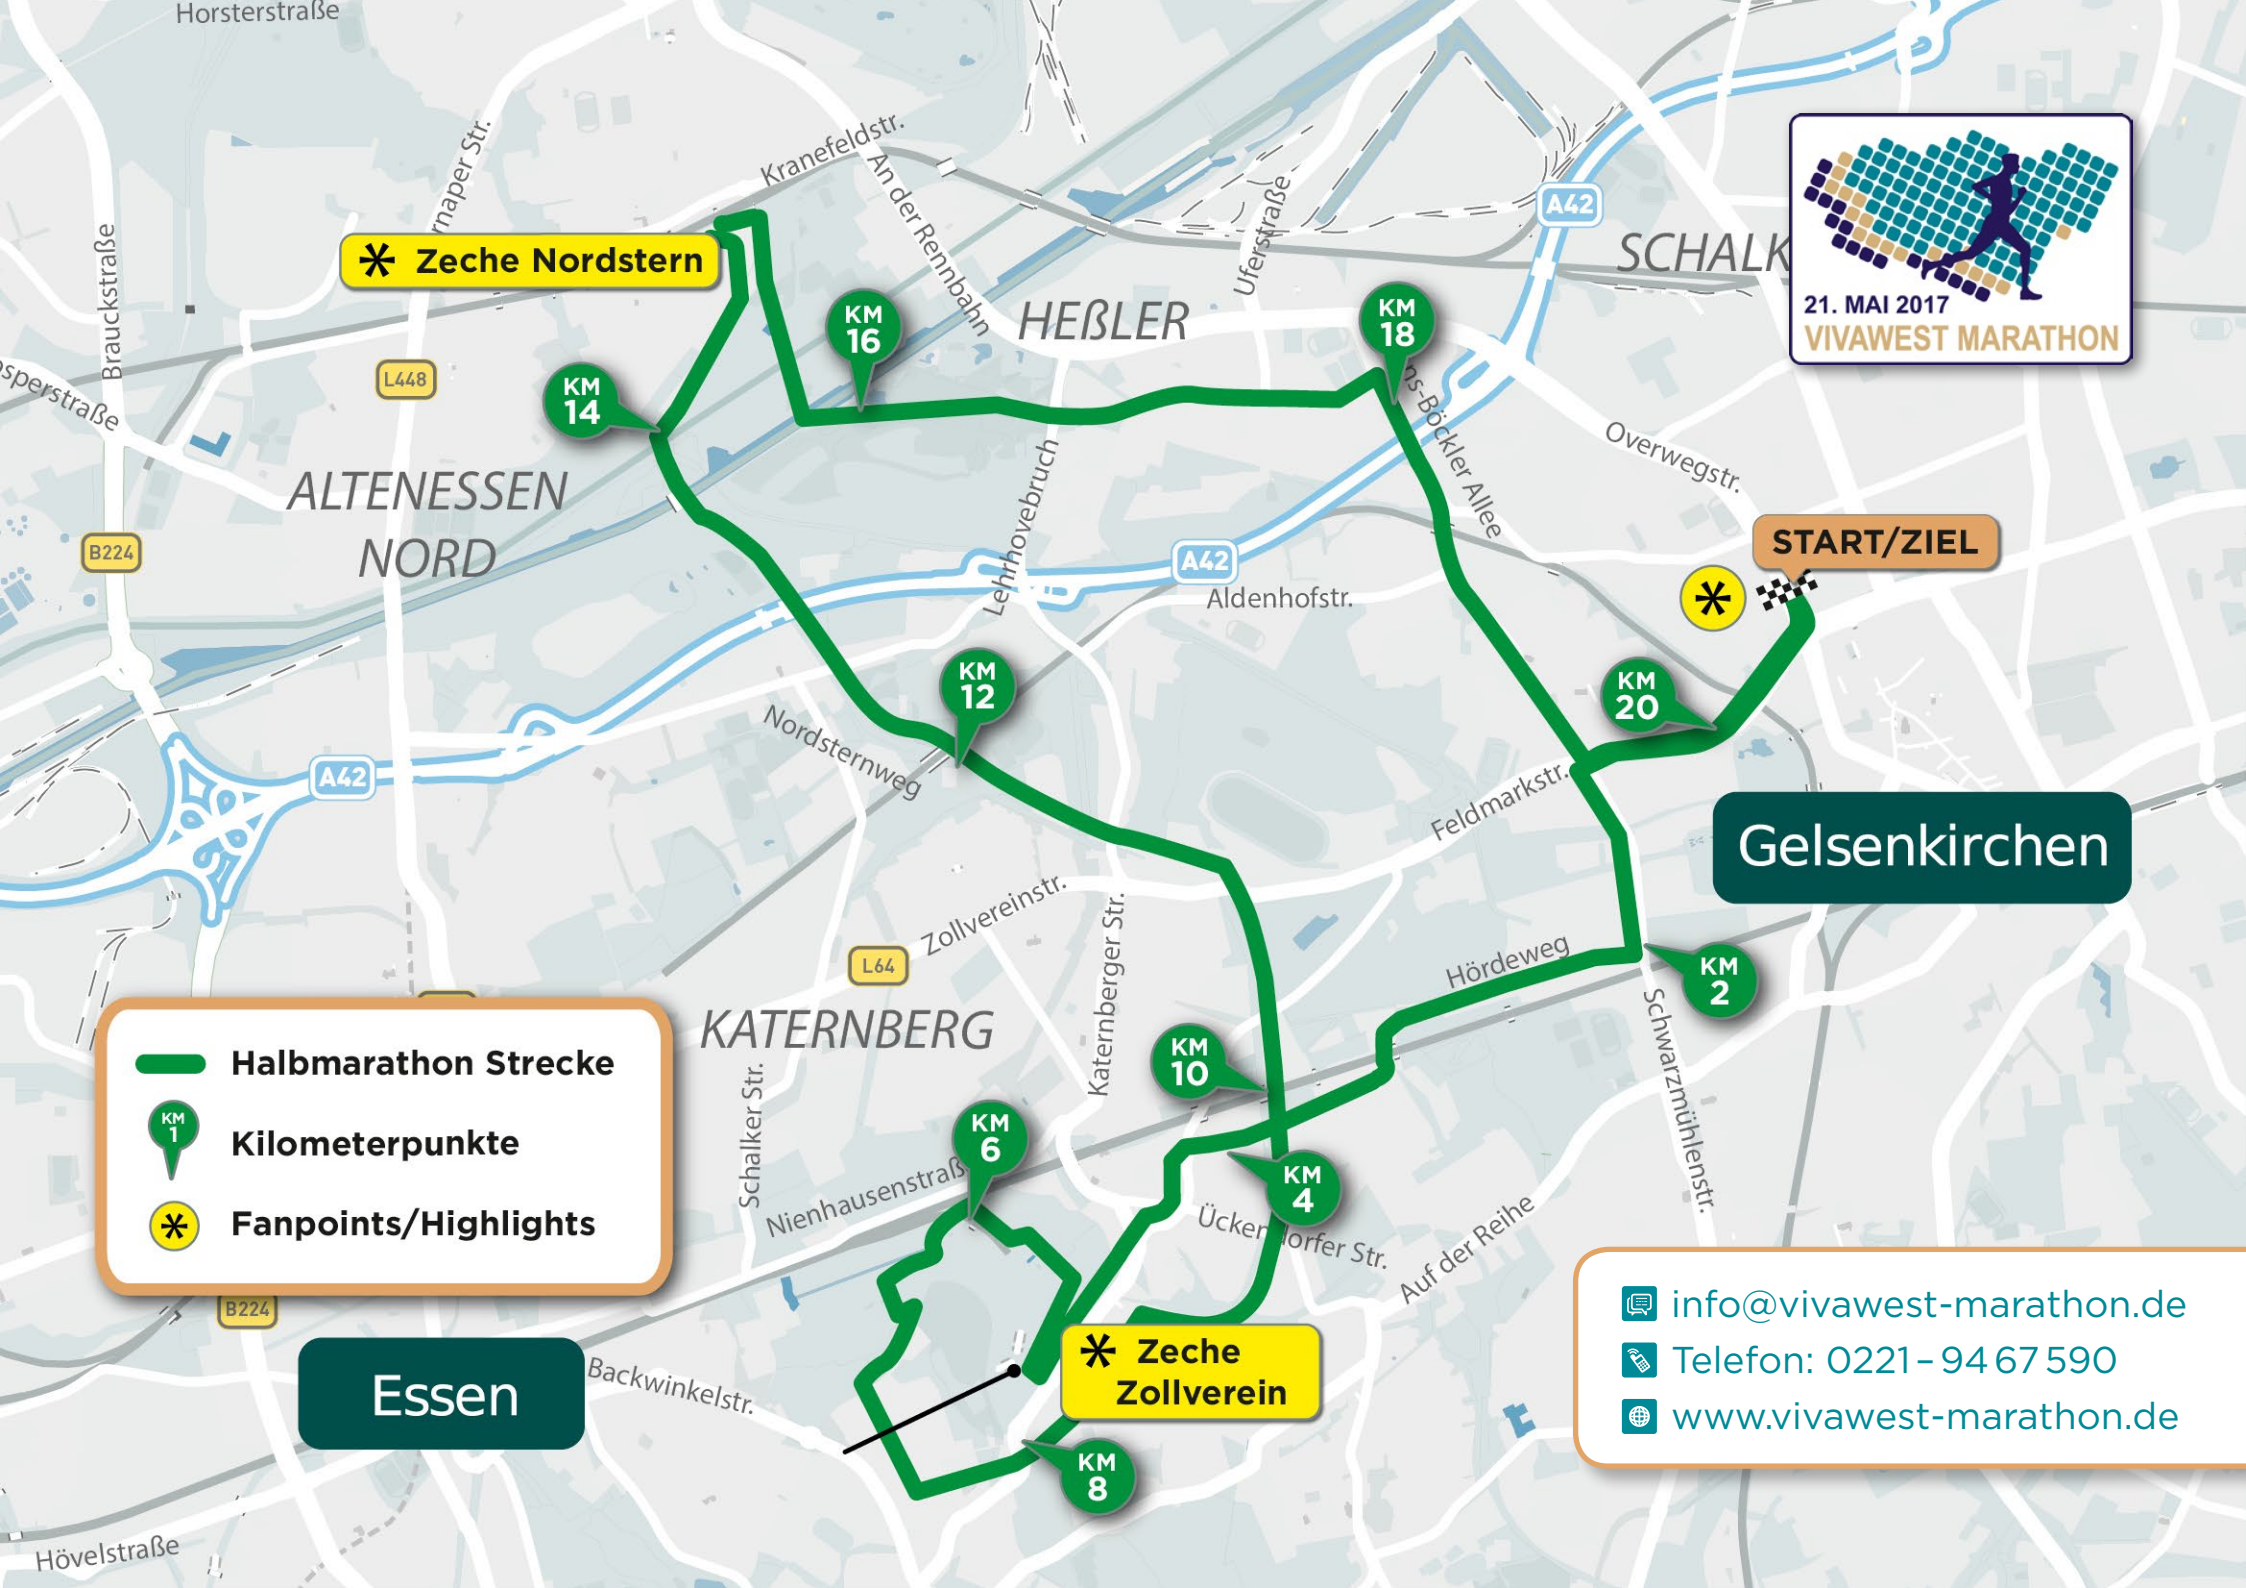 Horsterstraße
Kranefeldstr.
An der Rennbahn
Uferstraße
A42
SCHALK
21. MAI 2017
VIVAWEST MARATHON
Brauckstraße
Zeche Nordstern
HEßLER
KM
16
KM
18
L448
KM
14
Overwegstr.
ALTENESSEN
NORD
Lehrhovebruch
B224
A42
Aldenhofstr.
START/ZIEL
KM
12
KM
20
Nordsternweg
A42
Feldmarkstr.
Gelsenkirchen
Zollvereinstr.
L64
Katernberger Str.
Hördeweg
KM
2
KATERNBERG
Schwarzmühlenstr.
KM
10
Halbmarathon Strecke
KM
1
Kilometerpunkte
Fanpoints/Highlights
Schalker Str.
KM
6
KM
4
Auf der Reihe
B224
Zeche
Zollverein
Essen
Backwinkelstr.
KM
8
info@vivawest-marathon.de
Telefon: 0221–9467590
www.vivawest-marathon.de
Hövelstraße